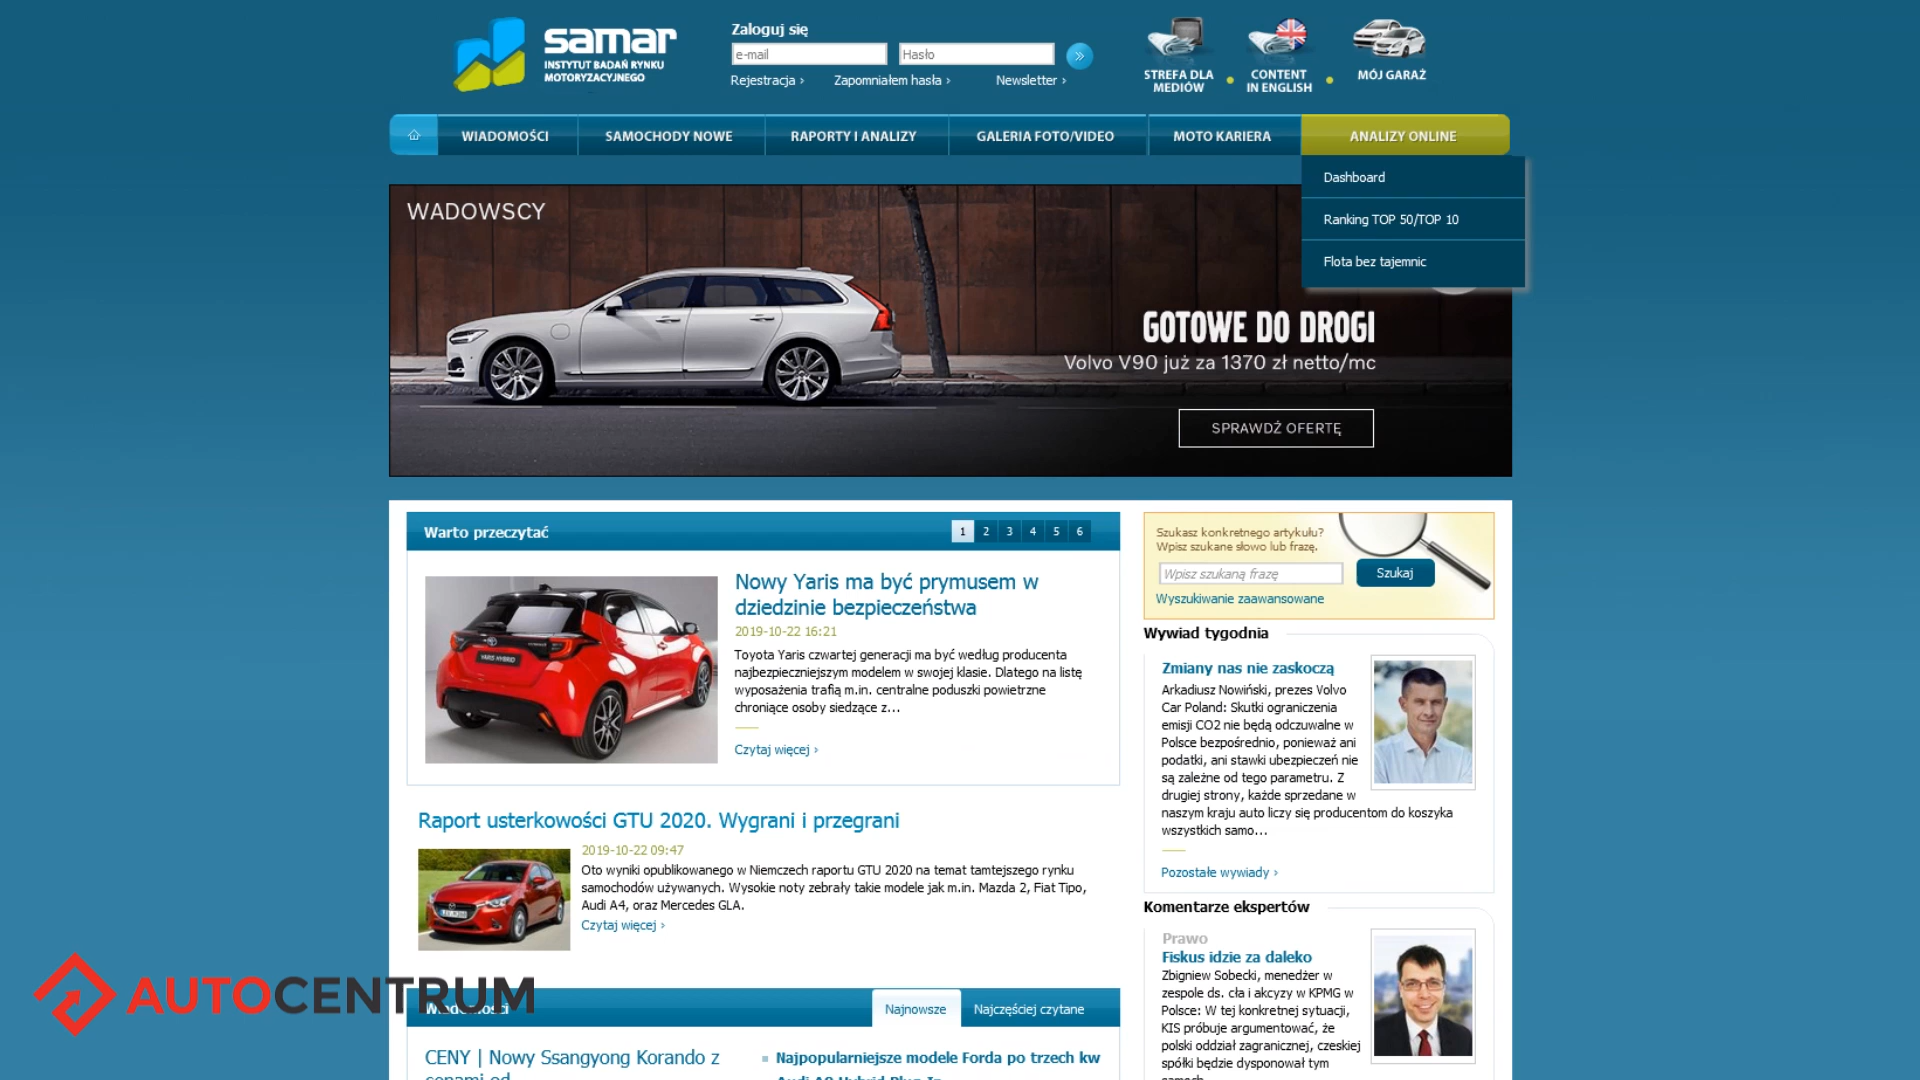 samar
INSTYTUT BADAŃ RYNKU
MOTORYZACYJNEGO
Zaloguj się
e-mail
Hasło
Rejestracja ›
Zapomniałem hasła ›
Newsletter ›
STREFA DLA
MEDIÓW
CONTENT
IN ENGLISH
MÓJ GARAŻ
WIADOMOŚCI
SAMOCHODY NOWE
RAPORTY I ANALIZY
GALERIA FOTO/VIDEO
MOTO KARIERA
ANALIZY ONLINE
Dashboard
Ranking TOP 50/TOP 10
Flota bez tajemnic
WADOWSCY
GOTOWE DO DROGI
Volvo V90 już za 1370 zł netto/mc
SPRAWDŹ OFERTĘ
Warto przeczytać
1 2 3 4 5 6
YARIS HYBRID
Nowy Yaris ma być prymusem w
dziedzinie bezpieczeństwa
2019-10-22 16:21
Toyota Yaris czwartej generacji ma być według producenta
najbezpieczniejszym modelem w swojej klasie. Dlatego na listę
wyposażenia trafią m.in. centralne poduszki powietrzne
chroniące osoby siedzące z...
Czytaj więcej ›
Raport usterkowości GTU 2020. Wygrani i przegrani
2019-10-22 09:47
Oto wyniki opublikowanego w Niemczech raportu GTU 2020 na temat tamtejszego rynku
samochodów używanych. Wysokie noty zebrały takie modele jak m.in. Mazda 2, Fiat Tipo,
Audi A4, oraz Mercedes GLA.
Czytaj więcej ›
Wiadomości
Najnowsze
Najczęściej czytane
CENY | Nowy Ssangyong Korando z
cenami od
Najpopularniejsze modele Forda po trzech kw
Audi A8 Hybrid Plug-In
Szukasz konkretnego artykułu?
Wpisz szukane słowo lub frazę.
Wpisz szukaną frazę
Szukaj
Wyszukiwanie zaawansowane
Wywiad tygodnia
Zmiany nas nie zaskoczą
Arkadiusz Nowiński, prezes Volvo
Car Poland: Skutki ograniczenia
emisji CO2 nie będą odczuwalne w
Polsce bezpośrednio, ponieważ ani
podatki, ani stawki ubezpieczeń nie
są zależne od tego parametru. Z
drugiej strony, każde sprzedane w
naszym kraju auto liczy się producentom do koszyka
wszystkich samo...
Pozostałe wywiady ›
Komentarze ekspertów
Prawo
Fiskus idzie za daleko
Zbigniew Sobecki, menedżer w
zespole ds. cła i akcyzy w KPMG w
Polsce: W tej konkretnej sytuacji,
KIS próbuje argumentować, że
polski oddział zagranicznej, czeskiej
spółki będzie dysponował tym
AUTOCENTRUM